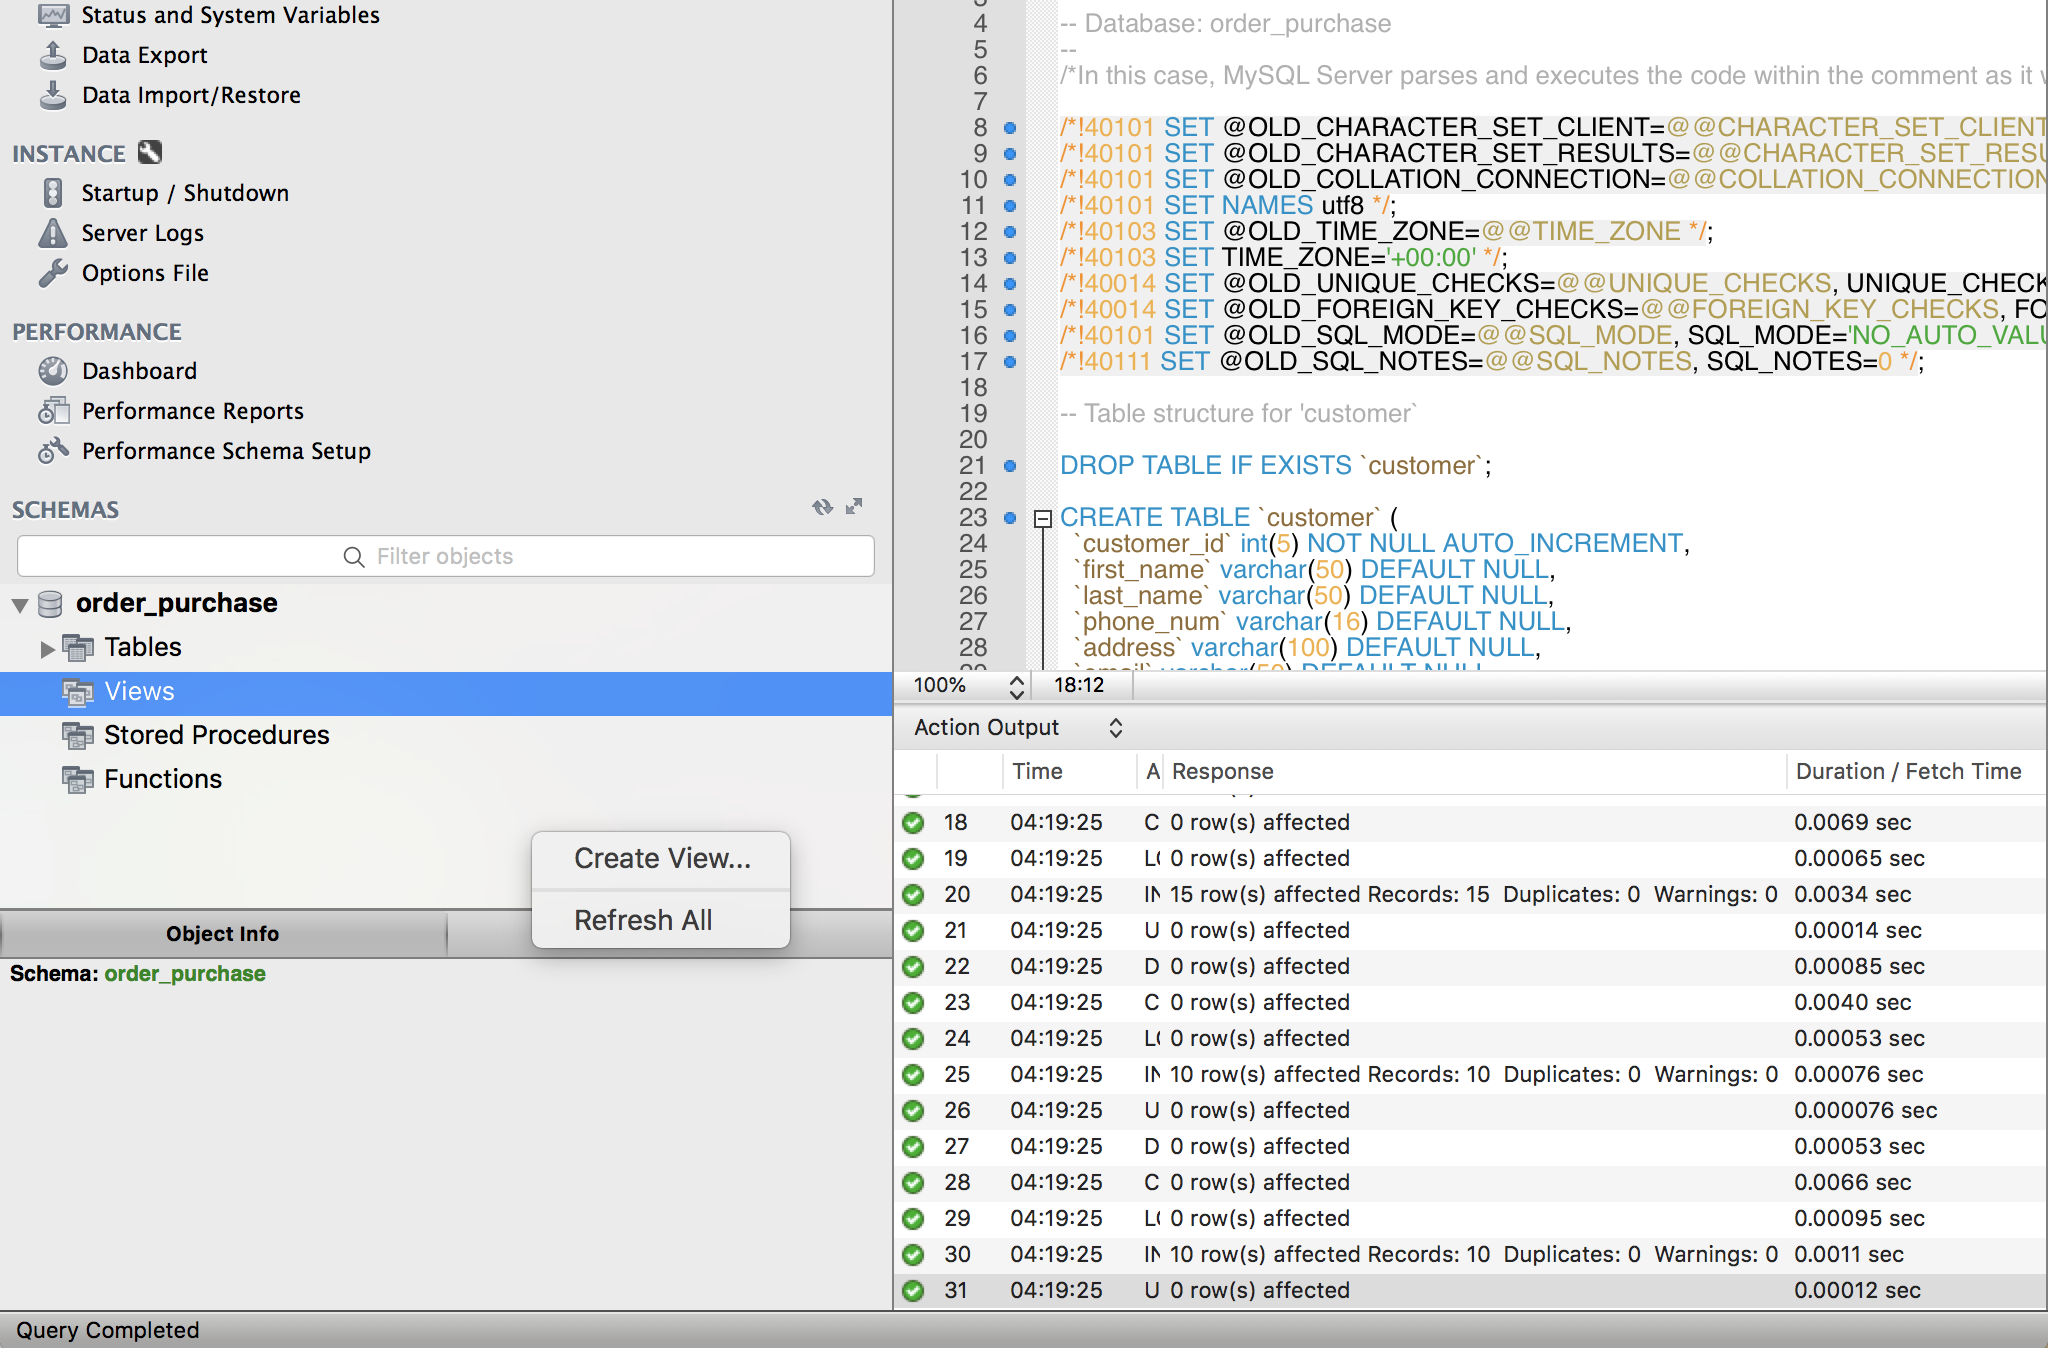 Status and System Variables
Data Export
Data Import/Restore
INSTANCE
Startup / Shutdown
Server Logs
Options File
PERFORMANCE
Dashboard
Performance Reports
Performance Schema Setup
SCHEMAS
Filter objects
order_purchase
Tables
Views
Stored Procedures
Functions
Create View...
Refresh All
Object Info
Schema: order_purchase
4 -- Database: order_purchase
5 --
6 /*In this case, MySQL Server parses and executes the code within the comment as it
7
8 /*!40101 SET @OLD_CHARACTER_SET_CLIENT=@@CHARACTER_SET_CLIENT
9 /*!40101 SET @OLD_CHARACTER_SET_RESULTS=@@CHARACTER_SET_RESU
10 /*!40101 SET @OLD_COLLATION_CONNECTION=@@COLLATION_CONNECTION
11 /*!40101 SET NAMES utf8 */;
12 /*!40103 SET @OLD_TIME_ZONE=@@TIME_ZONE */;
13 /*!40103 SET TIME_ZONE='+00:00' */;
14 /*!40014 SET @OLD_UNIQUE_CHECKS=@@UNIQUE_CHECKS, UNIQUE_CHECK
15 /*!40014 SET @OLD_FOREIGN_KEY_CHECKS=@@FOREIGN_KEY_CHECKS, FO
16 /*!40101 SET @OLD_SQL_MODE=@@SQL_MODE, SQL_MODE='NO_AUTO_VALU
17 /*!40111 SET @OLD_SQL_NOTES=@@SQL_NOTES, SQL_NOTES=0 */;
18
19 -- Table structure for 'customer`
20
21 DROP TABLE IF EXISTS `customer`;
22
23 CREATE TABLE `customer` (
24 `customer_id` int(5) NOT NULL AUTO_INCREMENT,
25 `first_name` varchar(50) DEFAULT NULL,
26 `last_name` varchar(50) DEFAULT NULL,
27 `phone_num` varchar(16) DEFAULT NULL,
28 `address` varchar(100) DEFAULT NULL,
29 `email` varchar(50) DEFAULT NULL
100% 18:12
Action Output
Time A Response Duration / Fetch Time
18 04:19:25 C 0 row(s) affected 0.0069 sec
19 04:19:25 LO 0 row(s) affected 0.00065 sec
20 04:19:25 IN 15 row(s) affected Records: 15 Duplicates: 0 Warnings: 0 0.0034 sec
21 04:19:25 U 0 row(s) affected 0.00014 sec
22 04:19:25 D 0 row(s) affected 0.00085 sec
23 04:19:25 C 0 row(s) affected 0.0040 sec
24 04:19:25 LO 0 row(s) affected 0.00053 sec
25 04:19:25 IN 10 row(s) affected Records: 10 Duplicates: 0 Warnings: 0 0.00076 sec
26 04:19:25 U 0 row(s) affected 0.000076 sec
27 04:19:25 D 0 row(s) affected 0.00053 sec
28 04:19:25 C 0 row(s) affected 0.0066 sec
29 04:19:25 LO 0 row(s) affected 0.00095 sec
30 04:19:25 IN 10 row(s) affected Records: 10 Duplicates: 0 Warnings: 0 0.0011 sec
31 04:19:25 U 0 row(s) affected 0.00012 sec
Query Completed